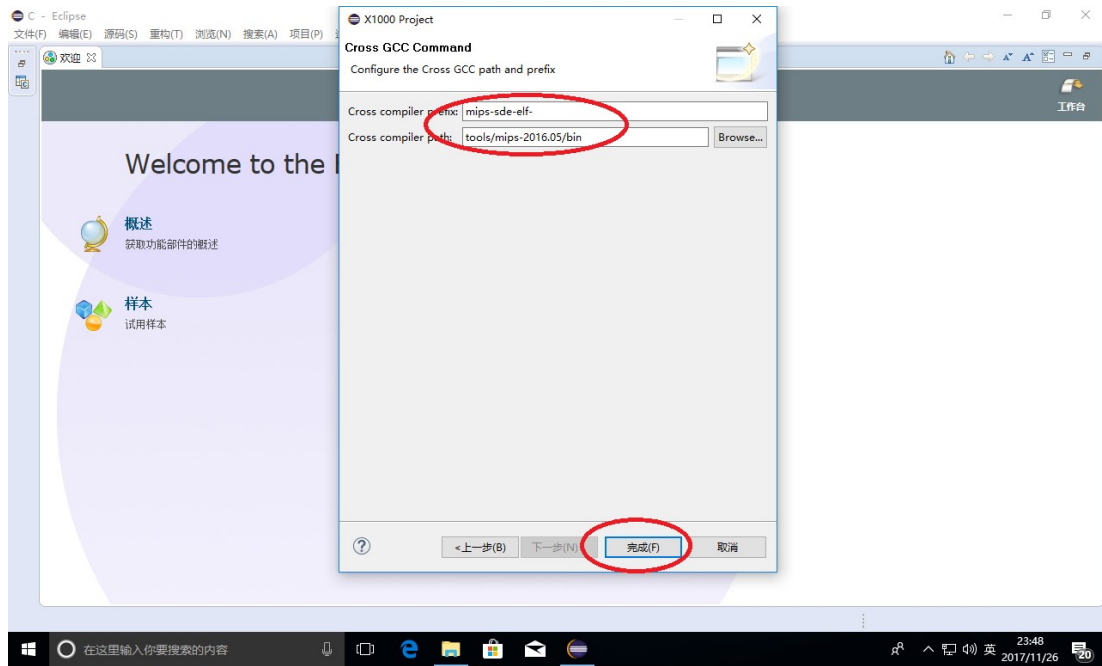 C - Eclipse
文件(F) 编辑(E) 源码(S) 重构(T) 浏览(N) 搜索(A) 项目(P)
欢迎
工作台
Welcome to the
概述
获取功能部件的概述
样本
试用样本
X1000 Project
Cross GCC Command
Configure the Cross GCC path and prefix
Cross compiler prefix: mips-sde-elf-
Cross compiler path: tools/mips-2016.05/bin Browse...
<上一步(B) 下一步(N) 完成(F) 取消
在这里输入你要搜索的内容
英 23:48
2017/11/26
20